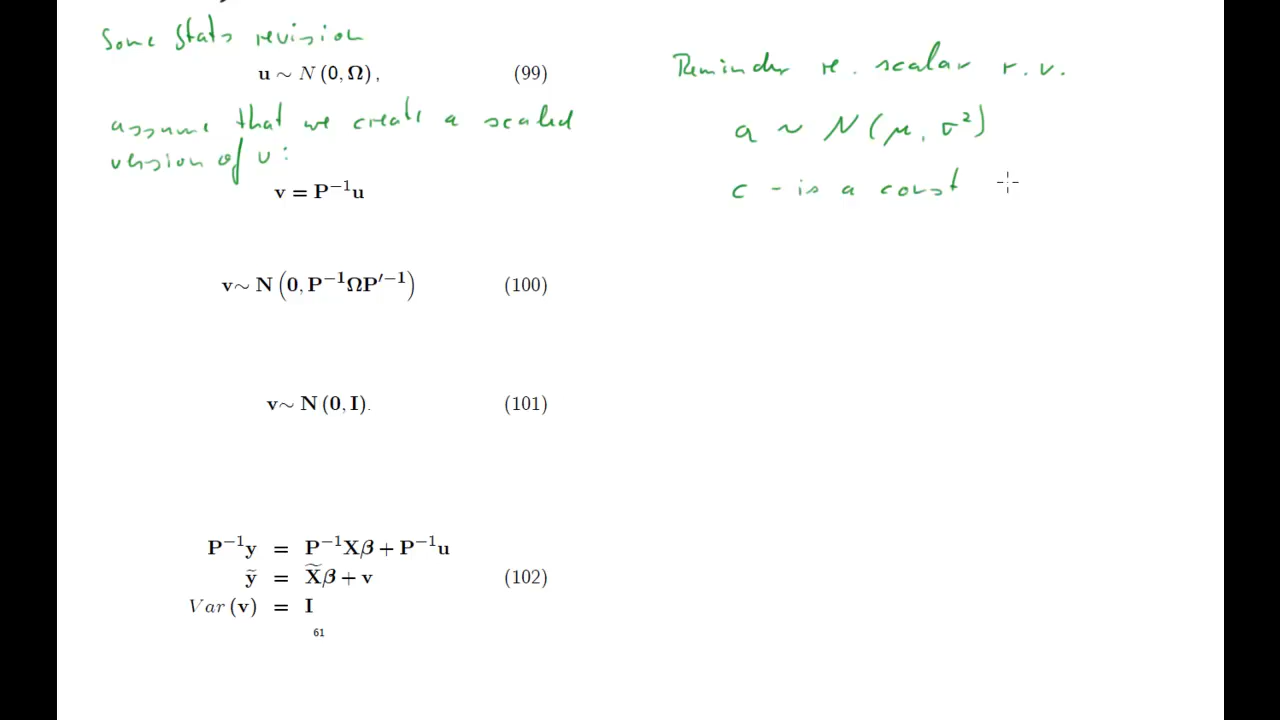 Some Stats revision
u ∼ N (0, Ω) , (99)
assume that we create a scaled
version of u:
v = P⁻¹u
v∼ N (0, P⁻¹ΩP′⁻¹) (100)
v∼ N (0, I). (101)
P⁻¹y = P⁻¹Xβ + P⁻¹u
ỹ = X̃β + v (102)
Var (v) = I
61
Reminder re. scalar r.v.
a ~ N(μ, σ²)
c - is a const